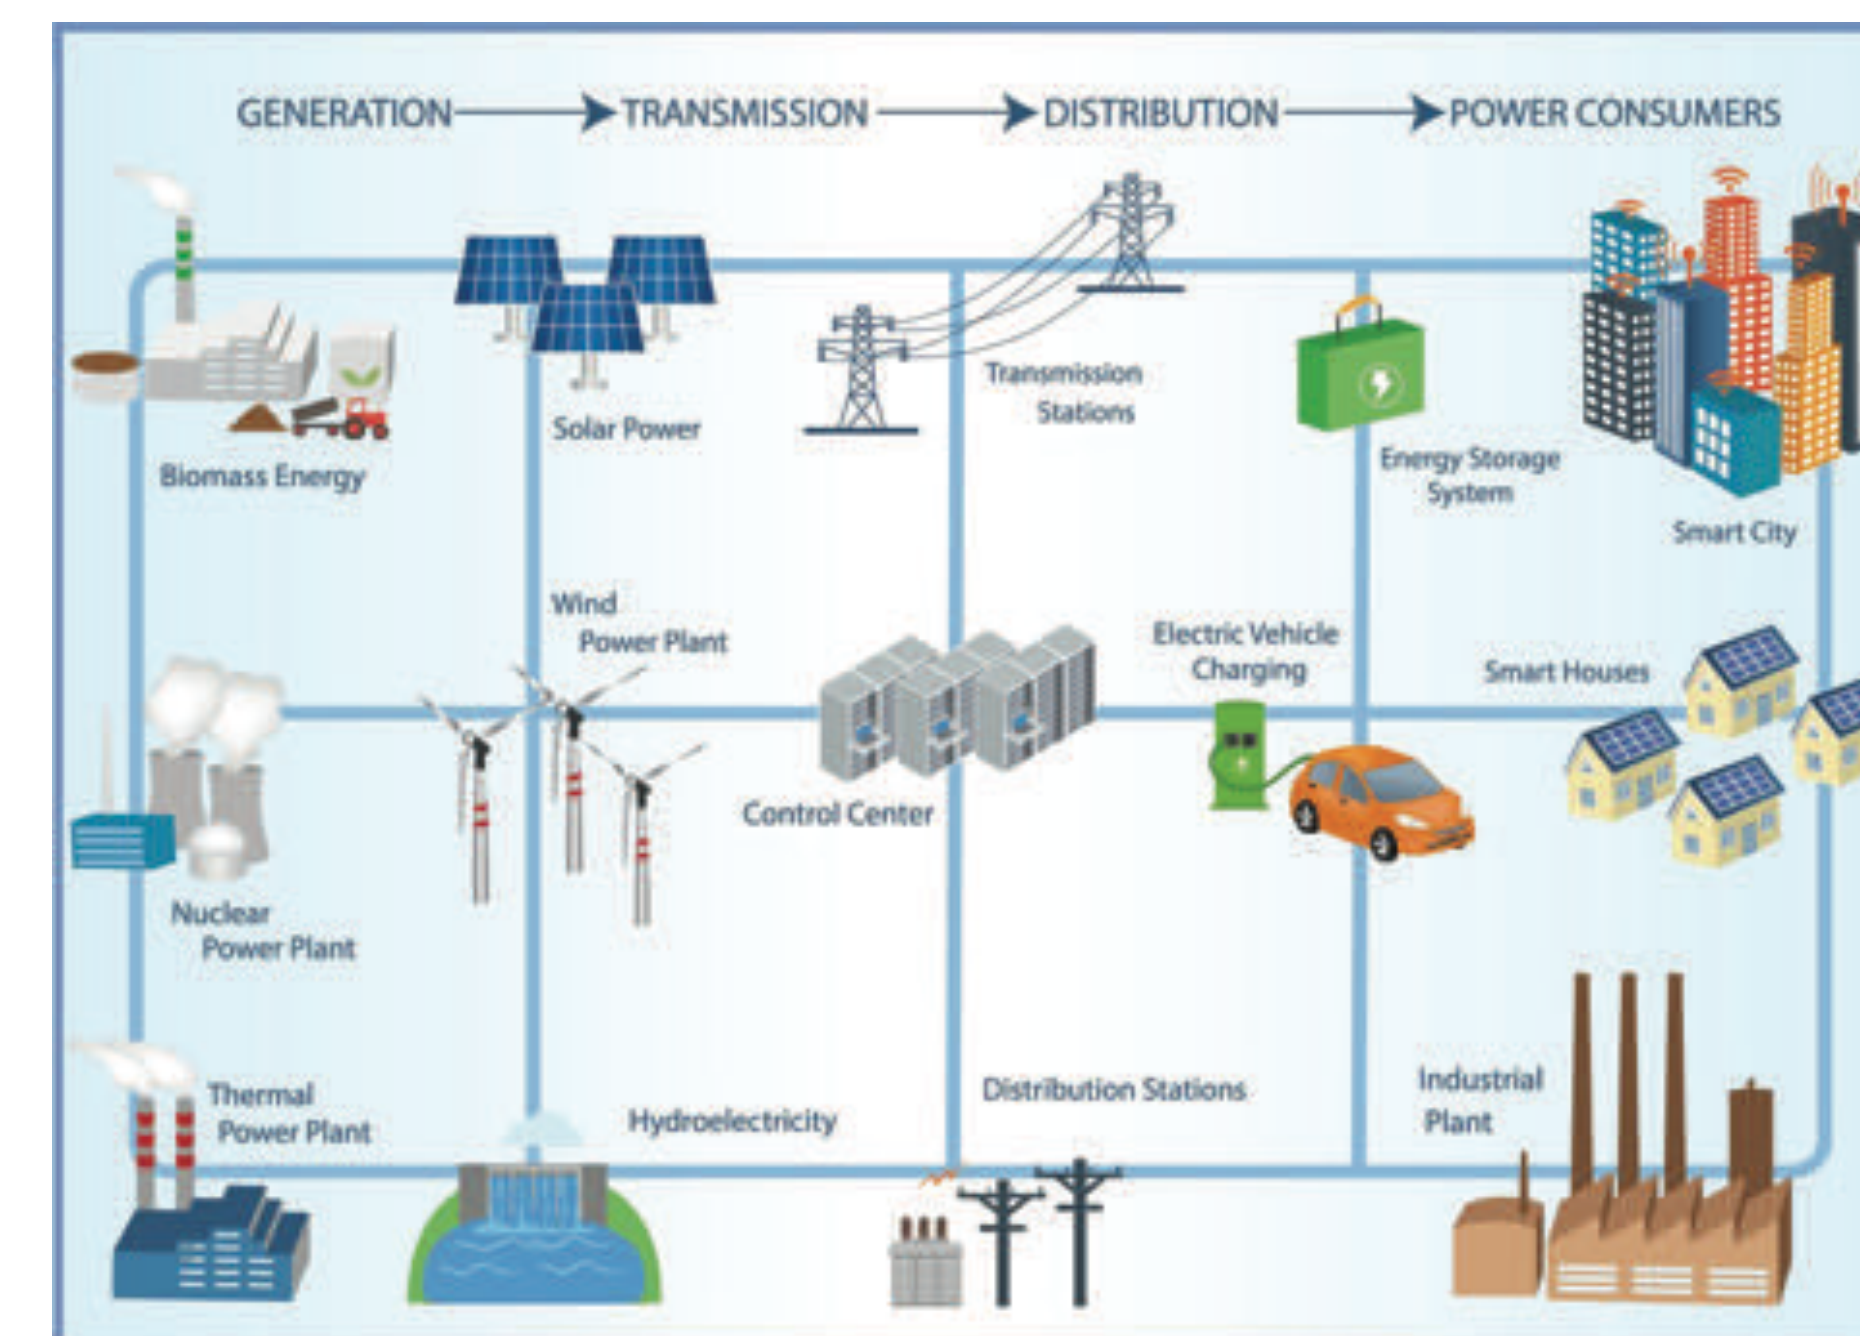 GENERATION TRANSMISSION DISTRIBUTION POWER CONSUMERS
Biomass Energy
Solar Power
Transmission
Stations
Energy Storage
System
Smart City
Wind
Power Plant
Electric Vehicle
Charging
Smart Houses
Control Center
Nuclear
Power Plant
Thermal
Power Plant
Hydroelectricity
Distribution Stations
Industrial
Plant